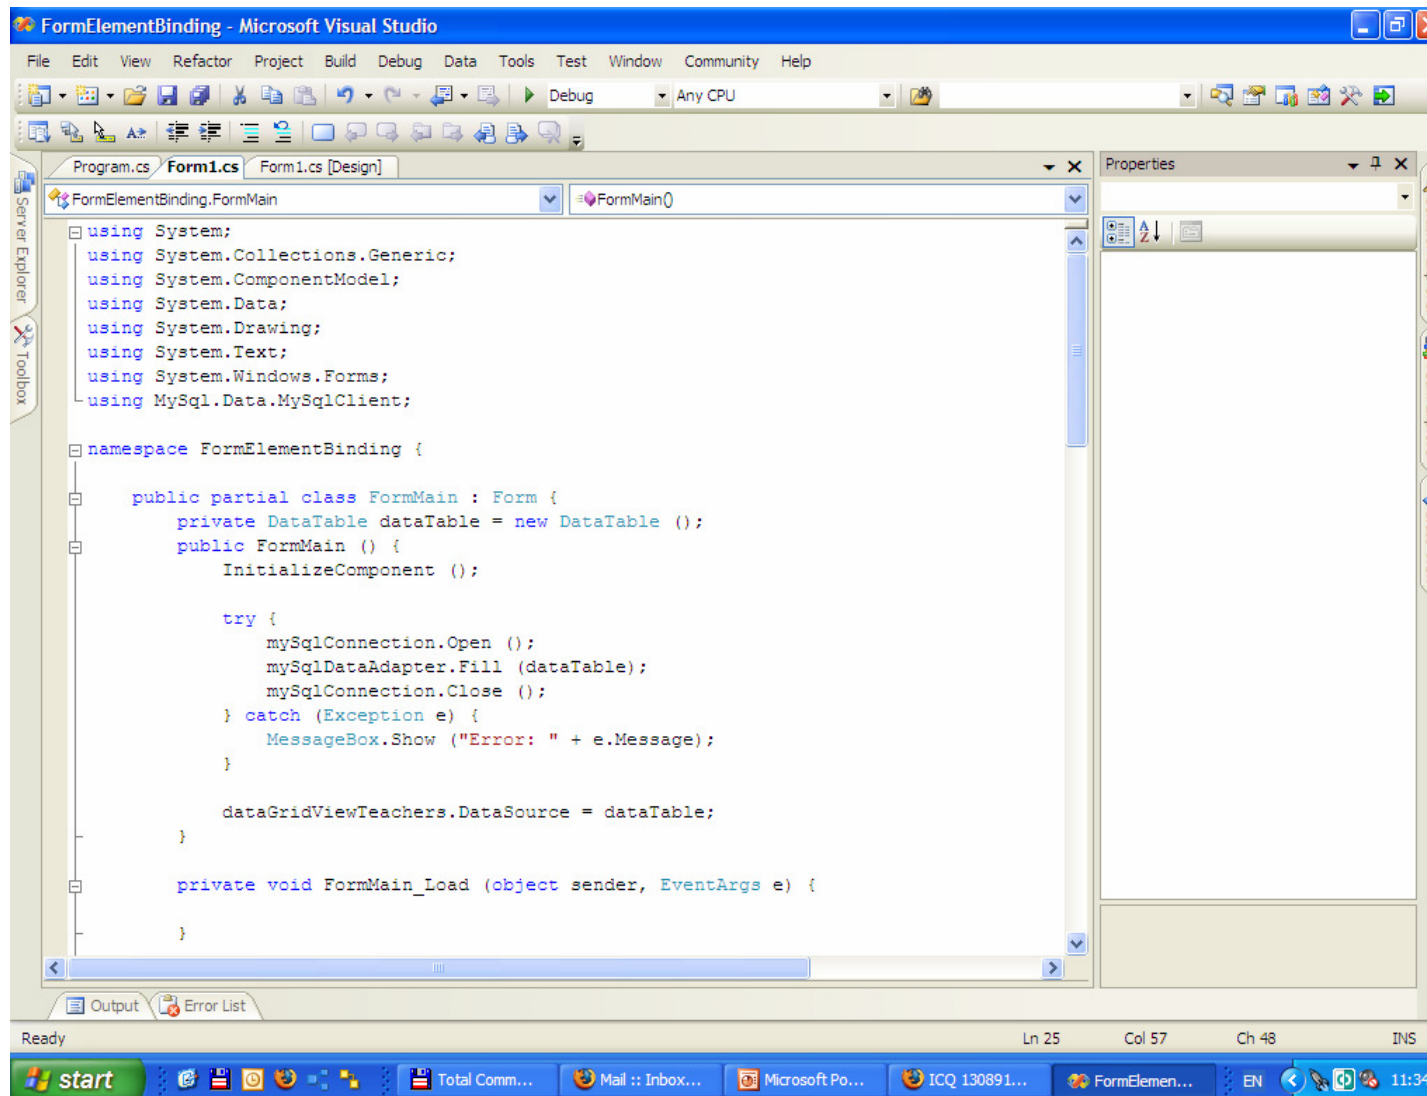 FormElementBinding - Microsoft Visual Studio
File Edit View Refactor Project Build Debug Data Tools Test Window Community Help
Debug Any CPU
Program.cs Form1.cs Form1.cs [Design]
Properties
FormElementBinding.FormMain FormMain()
Server Explorer
Toolbox
using System;
using System.Collections.Generic;
using System.ComponentModel;
using System.Data;
using System.Drawing;
using System.Text;
using System.Windows.Forms;
using MySql.Data.MySqlClient;
namespace FormElementBinding {
public partial class FormMain : Form {
private DataTable dataTable = new DataTable ();
public FormMain () {
InitializeComponent ();
try {
mySqlConnection.Open ();
mySqlDataAdapter.Fill (dataTable);
mySqlConnection.Close ();
} catch (Exception e) {
MessageBox.Show ("Error: " + e.Message);
}
dataGridViewTeachers.DataSource = dataTable;
}
private void FormMain_Load (object sender, EventArgs e) {
}
Output Error List
Ready Ln 25 Col 57 Ch 48 INS
start Total Comm... Mail :: Inbox... Microsoft Po... ICQ 130891... FormElemen... EN 11:34